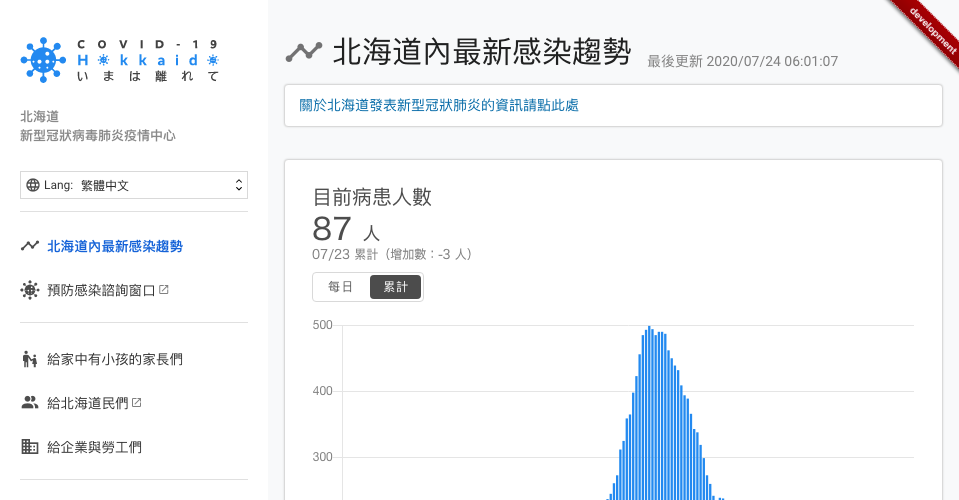 COVID-19
Hokkaido
いまは離れて
北海道
新型冠狀病毒肺炎疫情中心
Lang: 繁體中文
北海道內最新感染趨勢
預防感染諮詢窗口
給家中有小孩的家長們
給北海道民們
給企業與勞工們
北海道內最新感染趨勢
最後更新 2020/07/24 06:01:07
development
關於北海道發表新型冠狀肺炎的資訊請點此處
目前病患人數
87 人
07/23 累計（增加數：-3 人）
每日 累計
500
400
300